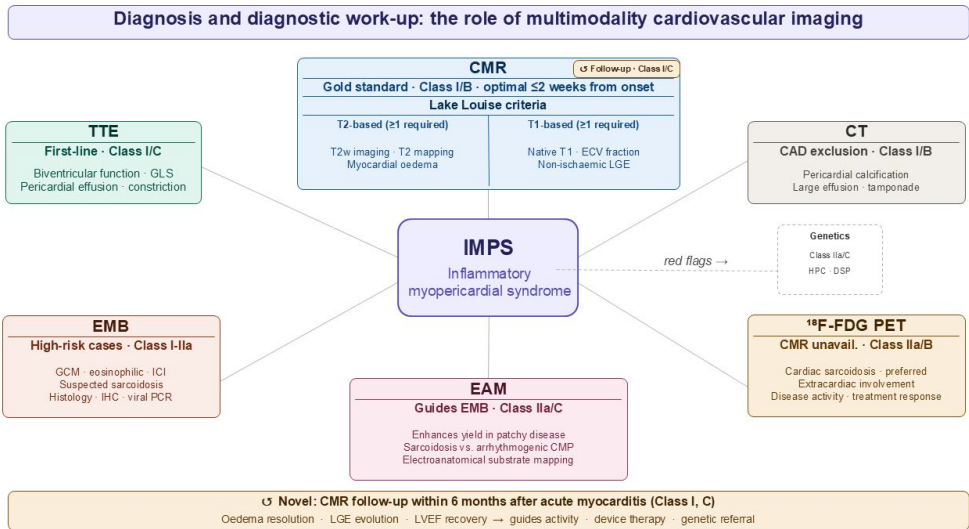 Diagnosis and diagnostic work-up: the role of multimodality cardiovascular imaging
CMR
↺ Follow-up · Class I/C
Gold standard · Class I/B · optimal ≤2 weeks from onset
Lake Louise criteria
T2-based (≥1 required)
T2w imaging · T2 mapping
Myocardial oedema
T1-based (≥1 required)
Native T1 · ECV fraction
Non-ischaemic LGE
TTE
First-line · Class I/C
Biventricular function · GLS
Pericardial effusion · constriction
CT
CAD exclusion · Class I/B
Pericardial calcification
Large effusion · tamponade
IMPS
Inflammatory
myopericardial syndrome
red flags →
Genetics
Class IIa/C
HPC · DSP
EMB
High-risk cases · Class I-IIa
GCM · eosinophilic · ICI
Suspected sarcoidosis
Histology · IHC · viral PCR
EAM
Guides EMB · Class IIa/C
Enhances yield in patchy disease
Sarcoidosis vs. arrhythmogenic CMP
Electroanatomical substrate mapping
¹⁸F-FDG PET
CMR unavail. · Class IIa/B
Cardiac sarcoidosis · preferred
Extracardiac involvement
Disease activity · treatment response
↺ Novel: CMR follow-up within 6 months after acute myocarditis (Class I, C)
Oedema resolution · LGE evolution · LVEF recovery → guides activity · device therapy · genetic referral